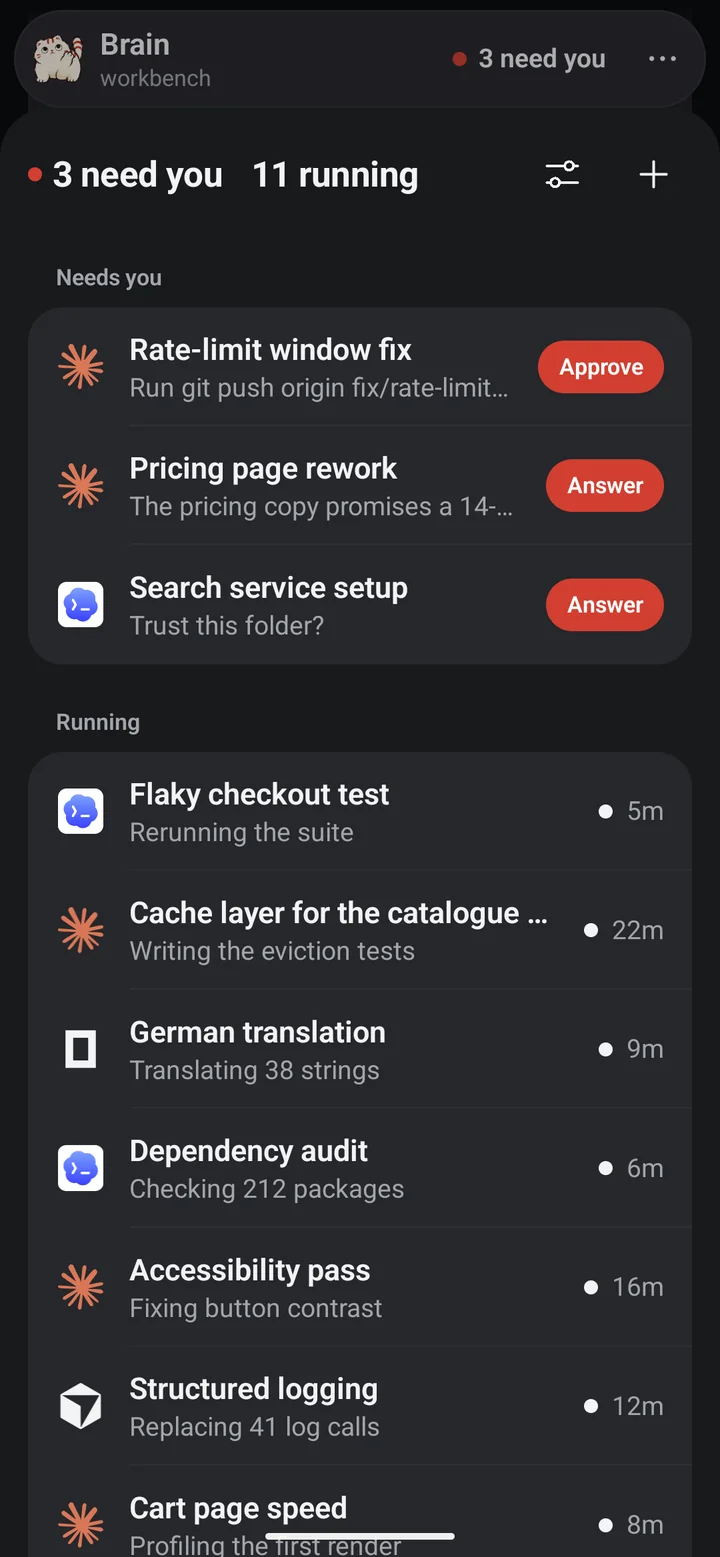 Brain
workbench
3 need you
3 need you 11 running
Needs you
Rate-limit window fix
Run git push origin fix/rate-limit…
Approve
Pricing page rework
The pricing copy promises a 14-…
Answer
Search service setup
Trust this folder?
Answer
Running
Flaky checkout test
Rerunning the suite
5m
Cache layer for the catalogue …
Writing the eviction tests
22m
German translation
Translating 38 strings
9m
Dependency audit
Checking 212 packages
6m
Accessibility pass
Fixing button contrast
16m
Structured logging
Replacing 41 log calls
12m
Cart page speed
Profiling the first render
8m